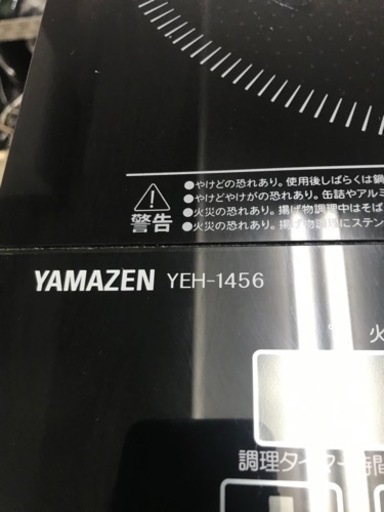 ●やけどの恐れあり。使用後しばらくは鍋
●やけどやけがの恐れあり。缶詰やアルミ
●火災の恐れあり。揚げ物調理中はそば
●火災の恐れあり。揚げ物調理にステン
警告
YAMAZEN YEH-1456
℃ 火
調理タイマー時間